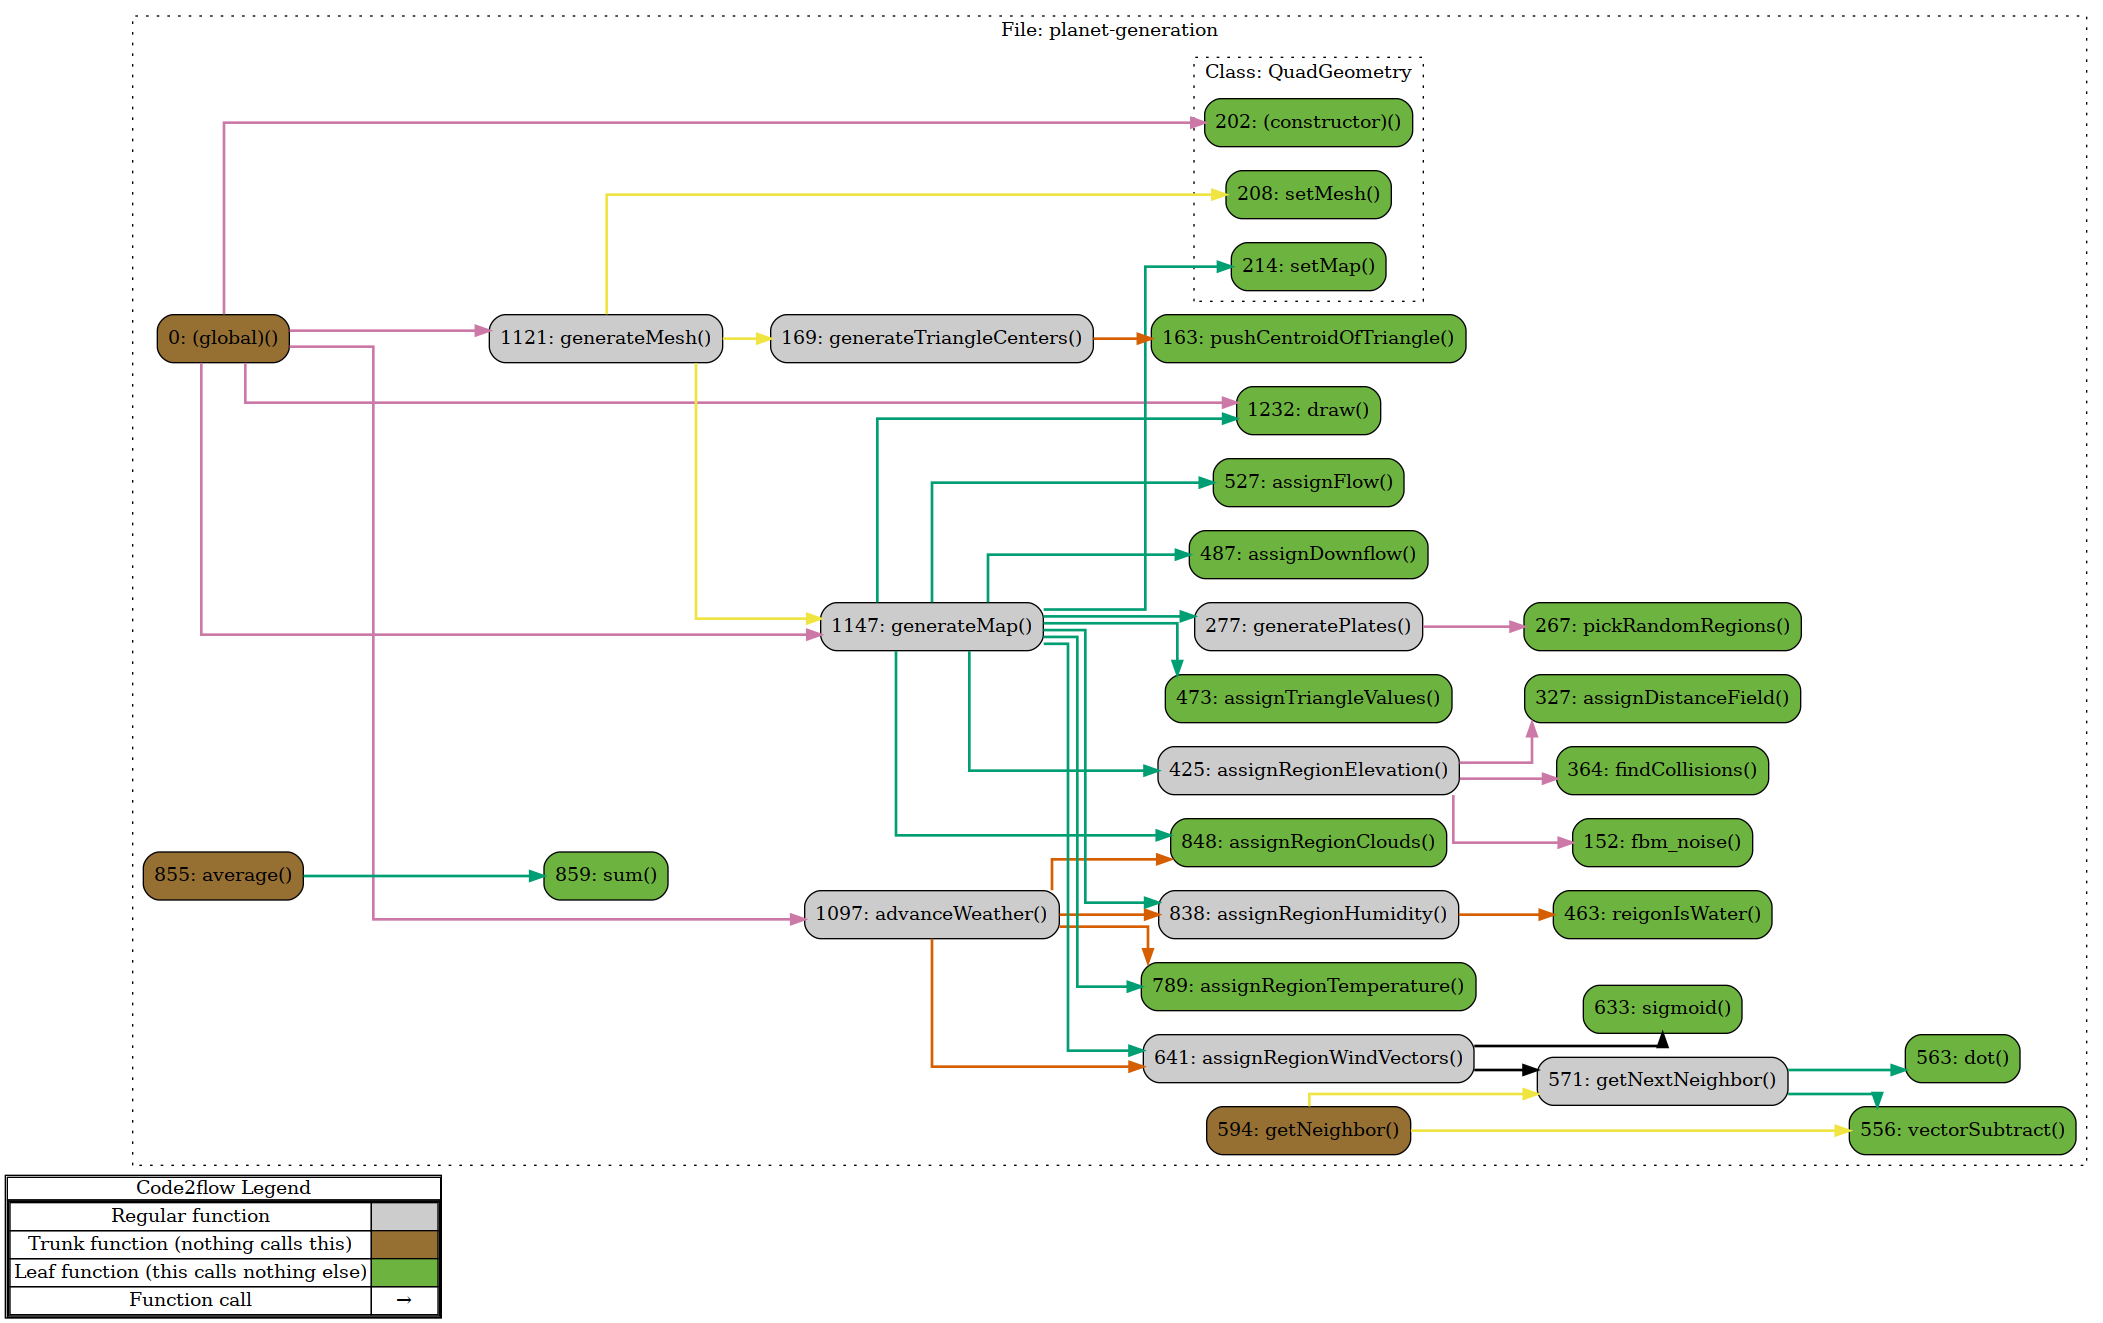 File: planet-generation
Class: QuadGeometry
202: (constructor)()
208: setMesh()
214: setMap()
0: (global)()
1121: generateMesh()
169: generateTriangleCenters()
163: pushCentroidOfTriangle()
1232: draw()
527: assignFlow()
487: assignDownflow()
1147: generateMap()
277: generatePlates()
267: pickRandomRegions()
473: assignTriangleValues()
327: assignDistanceField()
425: assignRegionElevation()
364: findCollisions()
848: assignRegionClouds()
152: fbm_noise()
855: average()
859: sum()
1097: advanceWeather()
838: assignRegionHumidity()
463: reigonIsWater()
789: assignRegionTemperature()
633: sigmoid()
641: assignRegionWindVectors()
571: getNextNeighbor()
563: dot()
594: getNeighbor()
556: vectorSubtract()
Code2flow Legend
Regular function
Trunk function (nothing calls this)
Leaf function (this calls nothing else)
Function call →